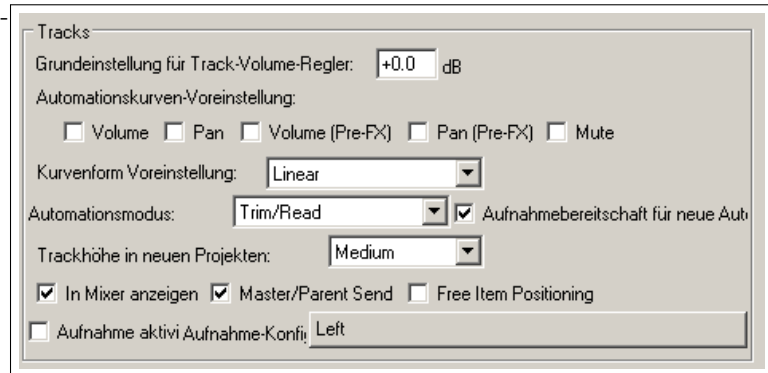 Tracks
Grundeinstellung für Track-Volume-Regler: +0.0 dB
Automationskurven-Voreinstellung:
Volume Pan Volume (Pre-FX) Pan (Pre-FX) Mute
Kurvenform Voreinstellung: Linear
Automationsmodus: Trim/Read Aufnahmebereitschaft für neue Aut
Trackhöhe in neuen Projekten: Medium
In Mixer anzeigen Master/Parent Send Free Item Positioning
Aufnahme aktivi Aufnahme-Konfi Left